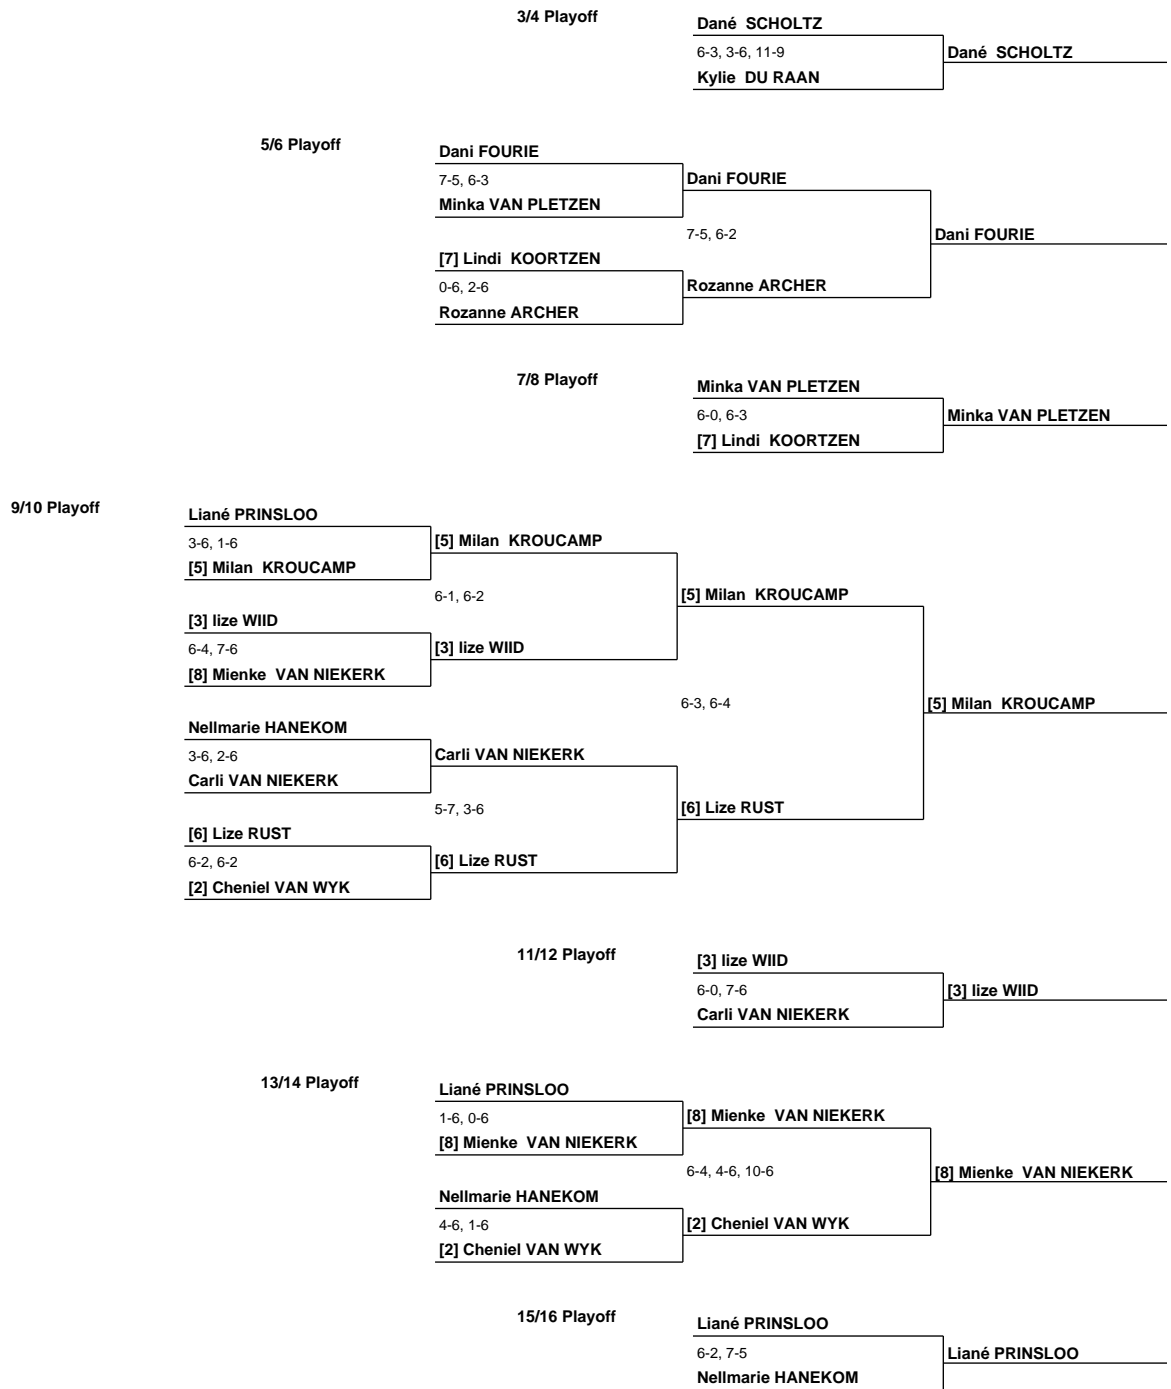 3/4 Playoff
Dané SCHOLTZ
6-3, 3-6, 11-9
Dané SCHOLTZ
Kylie DU RAAN
5/6 Playoff
Dani FOURIE
7-5, 6-3
Dani FOURIE
Minka VAN PLETZEN
7-5, 6-2
Dani FOURIE
[7] Lindi KOORTZEN
0-6, 2-6
Rozanne ARCHER
Rozanne ARCHER
7/8 Playoff
Minka VAN PLETZEN
6-0, 6-3
Minka VAN PLETZEN
[7] Lindi KOORTZEN
9/10 Playoff
Liané PRINSLOO
3-6, 1-6
[5] Milan KROUCAMP
[5] Milan KROUCAMP
6-1, 6-2
[5] Milan KROUCAMP
[3] lize WIID
6-4, 7-6
[3] lize WIID
[8] Mienke VAN NIEKERK
6-3, 6-4
[5] Milan KROUCAMP
Nellmarie HANEKOM
3-6, 2-6
Carli VAN NIEKERK
Carli VAN NIEKERK
5-7, 3-6
[6] Lize RUST
[6] Lize RUST
6-2, 6-2
[6] Lize RUST
[2] Cheniel VAN WYK
11/12 Playoff
[3] lize WIID
6-0, 7-6
[3] lize WIID
Carli VAN NIEKERK
13/14 Playoff
Liané PRINSLOO
1-6, 0-6
[8] Mienke VAN NIEKERK
[8] Mienke VAN NIEKERK
6-4, 4-6, 10-6
[8] Mienke VAN NIEKERK
Nellmarie HANEKOM
4-6, 1-6
[2] Cheniel VAN WYK
[2] Cheniel VAN WYK
15/16 Playoff
Liané PRINSLOO
6-2, 7-5
Liané PRINSLOO
Nellmarie HANEKOM